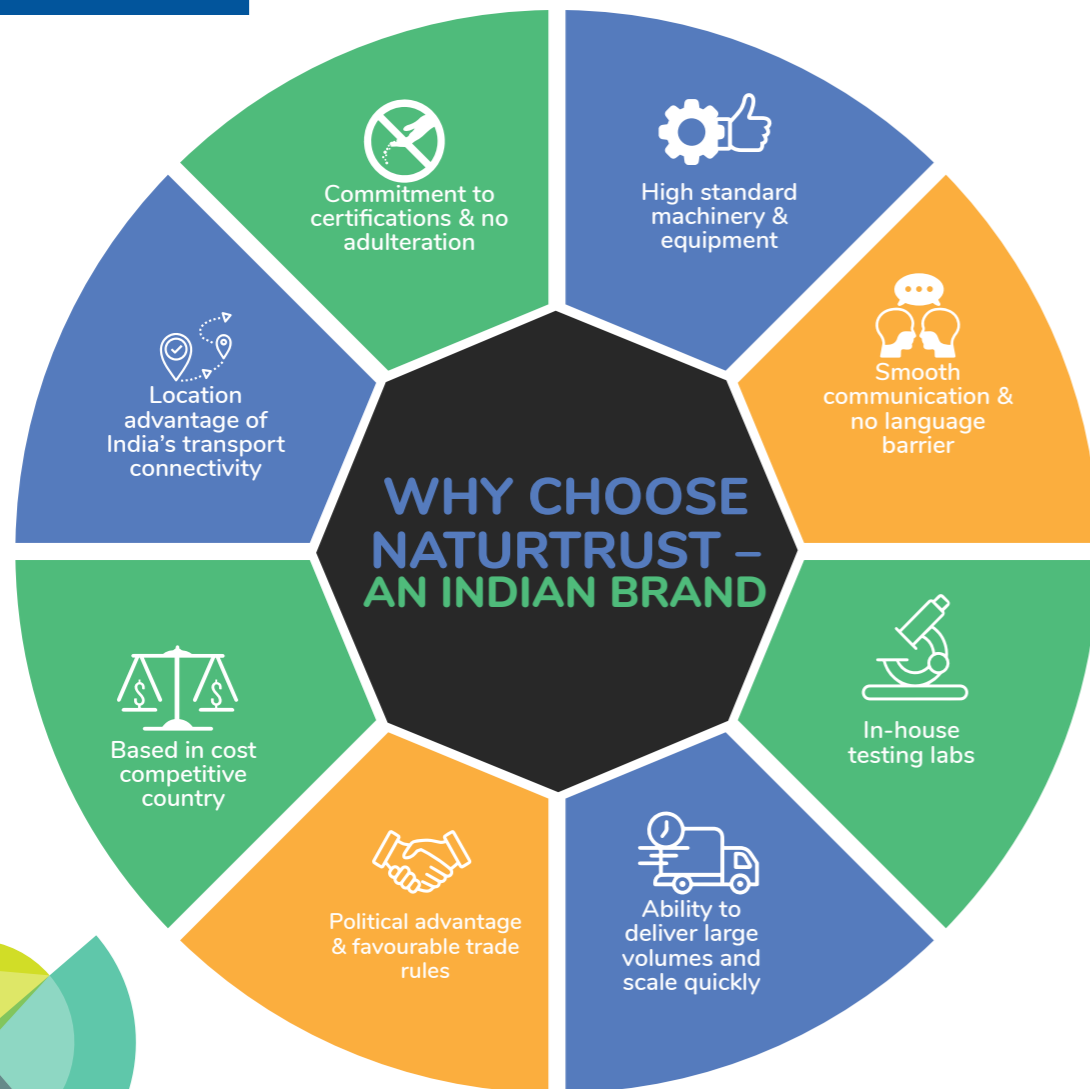 WHY CHOOSE
NATURTRUST –
AN INDIAN BRAND
High standard
machinery &
equipment
Smooth
communication &
no language
barrier
In-house
testing labs
Ability to
deliver large
volumes and
scale quickly
Political advantage
& favourable trade
rules
Based in cost
competitive
country
Location
advantage of
India’s transport
connectivity
Commitment to
certifications & no
adulteration